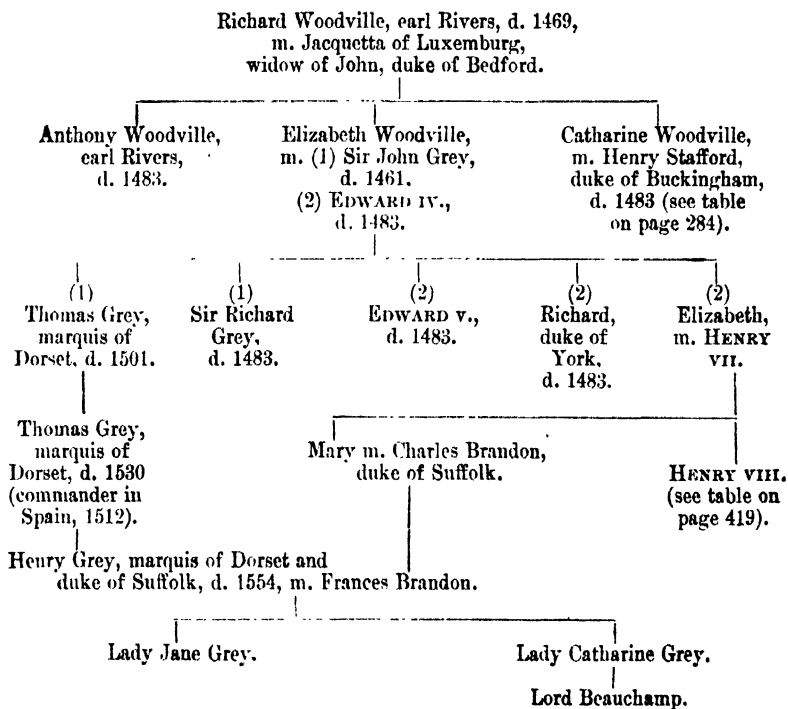 Richard Woodville, earl Rivers, d. 1469,
m. Jacquetta of Luxemburg,
widow of John, duke of Bedford.
Anthony Woodville,
earl Rivers,
d. 1483.
Elizabeth Woodville,
m. (1) Sir John Grey,
d. 1461.
(2) EDWARD IV.,
d. 1483.
Catharine Woodville,
m. Henry Stafford,
duke of Buckingham,
d. 1483 (see table
on page 284).
(1)
Thomas Grey,
marquis of
Dorset, d. 1501.
(1)
Sir Richard
Grey,
d. 1483.
(2)
EDWARD V.,
d. 1483.
(2)
Richard,
duke of
York,
d. 1483.
(2)
Elizabeth,
m. HENRY
VII.
Thomas Grey,
marquis of
Dorset, d. 1530
(commander in
Spain, 1512).
Mary m. Charles Brandon,
duke of Suffolk.
HENRY VIII.
(see table on
page 419).
Henry Grey, marquis of Dorset and
duke of Suffolk, d. 1554, m. Frances Brandon.
Lady Jane Grey.
Lady Catharine Grey.
Lord Beauchamp.